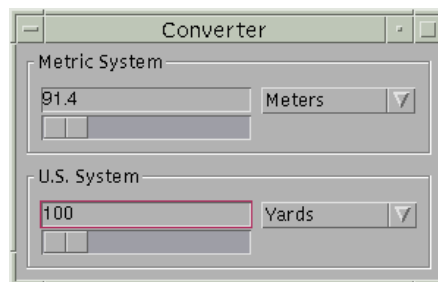 Converter
Metric System
91.4 Meters
U.S. System
100 Yards